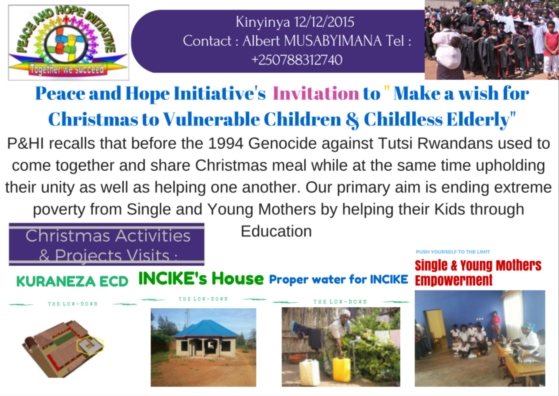 PEACE AND HOPE INITIATIVE
Together we succeed
Kinyinya 12/12/2015
Contact : Albert MUSABYIMANA Tel :
+250788312740
Peace and Hope Initiative's Invitation to " Make a wish for
Christmas to Vulnerable Children & Childless Elderly"
P&HI recalls that before the 1994 Genocide against Tutsi Rwandans used to
come together and share Christmas meal while at the same time upholding
their unity as well as helping one another. Our primary aim is ending extreme
poverty from Single and Young Mothers by helping their Kids through
Education
Christmas Activities
& Projects Visits :
KURANEZA ECD
THE LOW-DOWN
INCIKE's House
THE LOW-DOWN
Proper water for INCIKE
THE LOW-DOWN
PUSH YOURSELF TO THE LIMIT
Single & Young Mothers
Empowerment